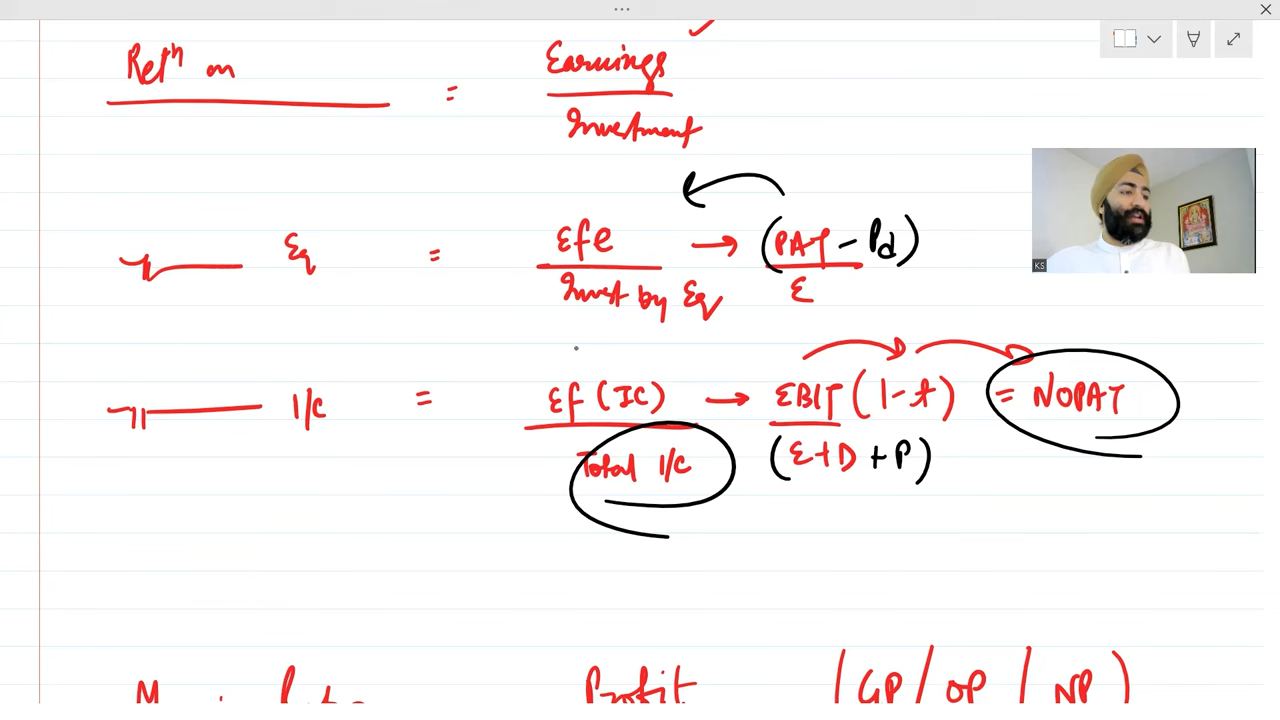 Retⁿ on = Earnings / Investment
" Eq = Efe / Invest by Eq → (PAT - Pd) / E
" I/C = Ef (IC) / Total I/C → EBIT (1-t) / (E+D+P) = NOPAT
KS
Profit (GP / OP / NP)